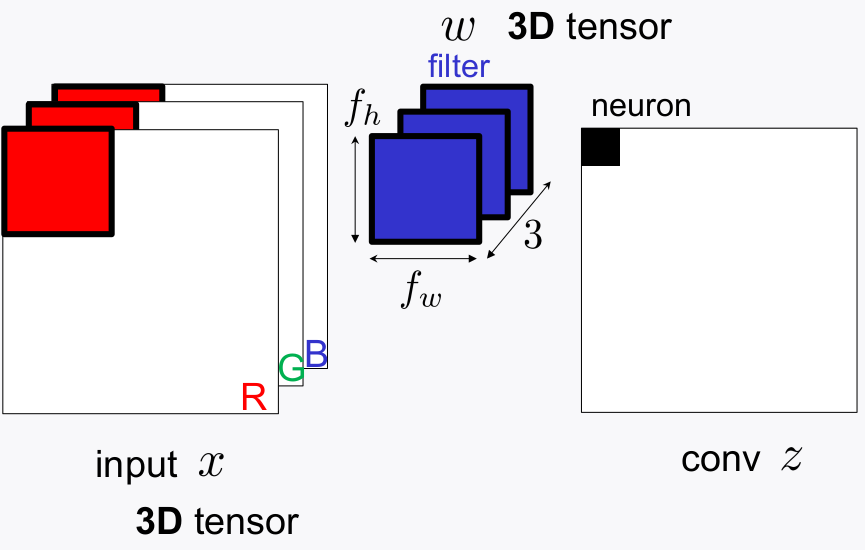 w 3D tensor
filter
f_h
neuron
3
f_w
B
G
R
input x
conv z
3D tensor